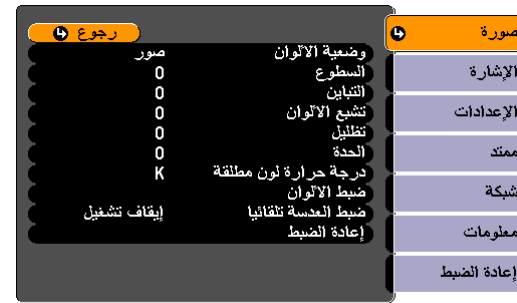 رجوع
وضعية الألوان صور
السطوع 0
التباين 0
تشبع الألوان 0
تظليل 0
الحدة 0
درجة حرارة لون مطلقة K
ضبط الألوان
ضبط العدسة تلقائيا إيقاف تشغيل
إعادة الضبط
صورة
الإشارة
الإعدادات
ممتد
شبكة
معلومات
إعادة الضبط